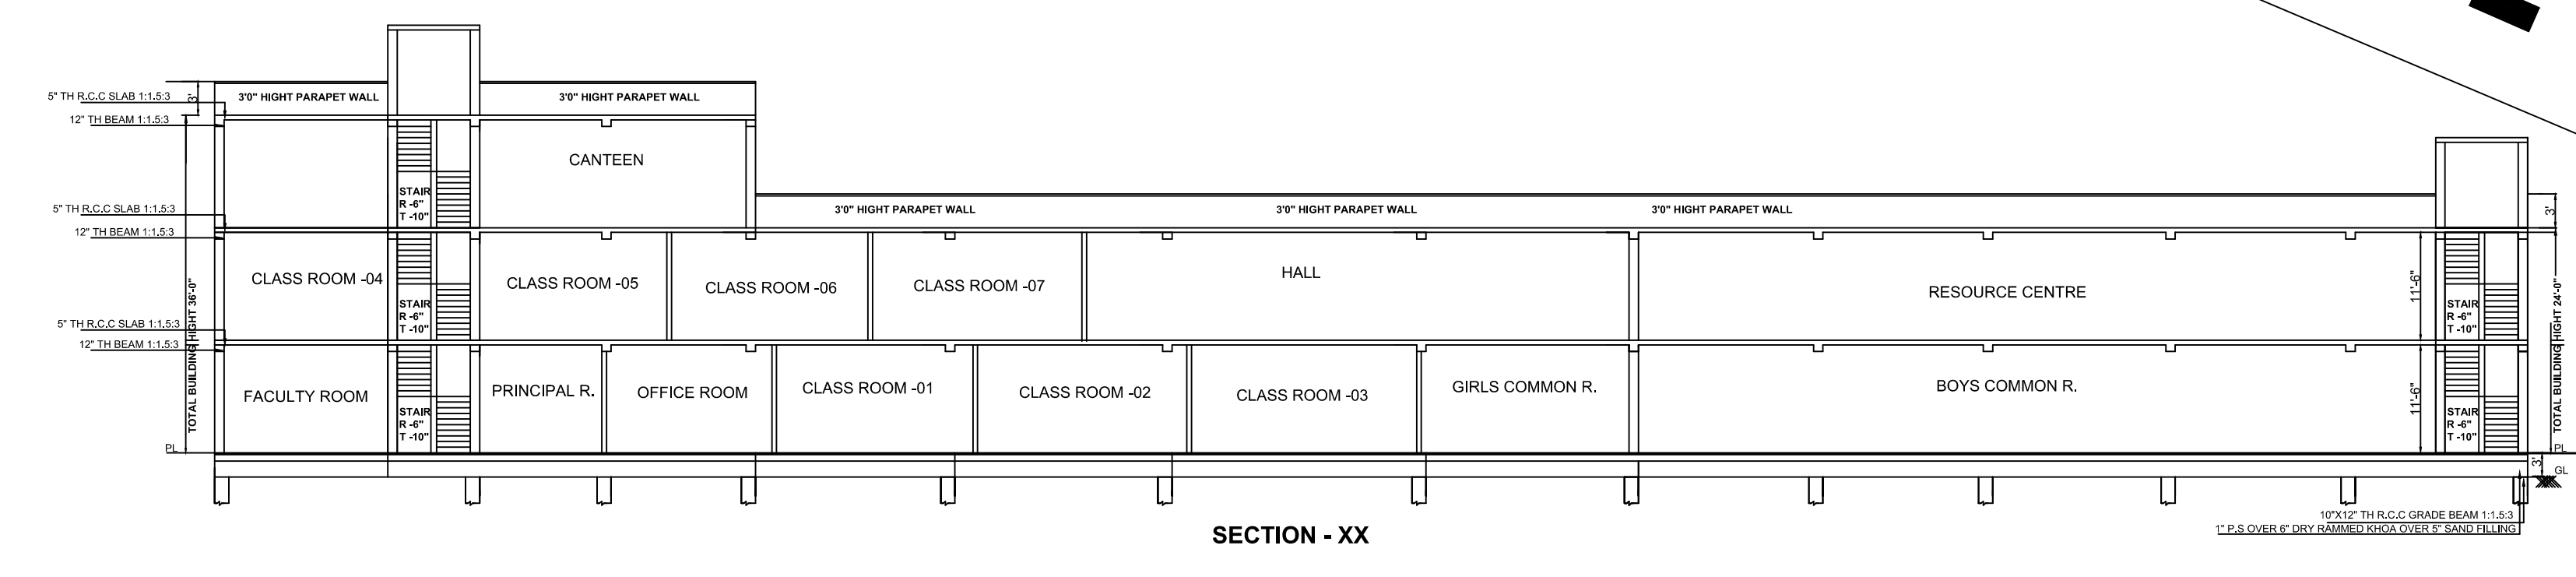 5" TH R.C.C SLAB 1:1.5:3
3'
3'0" HIGHT PARAPET WALL
3'0" HIGHT PARAPET WALL
12" TH BEAM 1:1.5:3
CANTEEN
STAIR
R -6"
T -10"
5" TH R.C.C SLAB 1:1.5:3
12" TH BEAM 1:1.5:3
3'0" HIGHT PARAPET WALL
3'0" HIGHT PARAPET WALL
3'0" HIGHT PARAPET WALL
3'
CLASS ROOM -04
STAIR
R -6"
T -10"
CLASS ROOM -05
CLASS ROOM -06
CLASS ROOM -07
HALL
RESOURCE CENTRE
11'-6"
STAIR
R -6"
T -10"
TOTAL BUILDING HIGHT 36'-0"
TOTAL BUILDING HIGHT 24'-0"
5" TH R.C.C SLAB 1:1.5:3
12" TH BEAM 1:1.5:3
FACULTY ROOM
STAIR
R -6"
T -10"
PRINCIPAL R.
OFFICE ROOM
CLASS ROOM -01
CLASS ROOM -02
CLASS ROOM -03
GIRLS COMMON R.
BOYS COMMON R.
11'-6"
STAIR
R -6"
T -10"
PL
PL
3'
GL
10"X12" TH R.C.C GRADE BEAM 1:1.5:3
1" P.S OVER 6" DRY RAMMED KHOA OVER 5" SAND FILLING
SECTION - XX